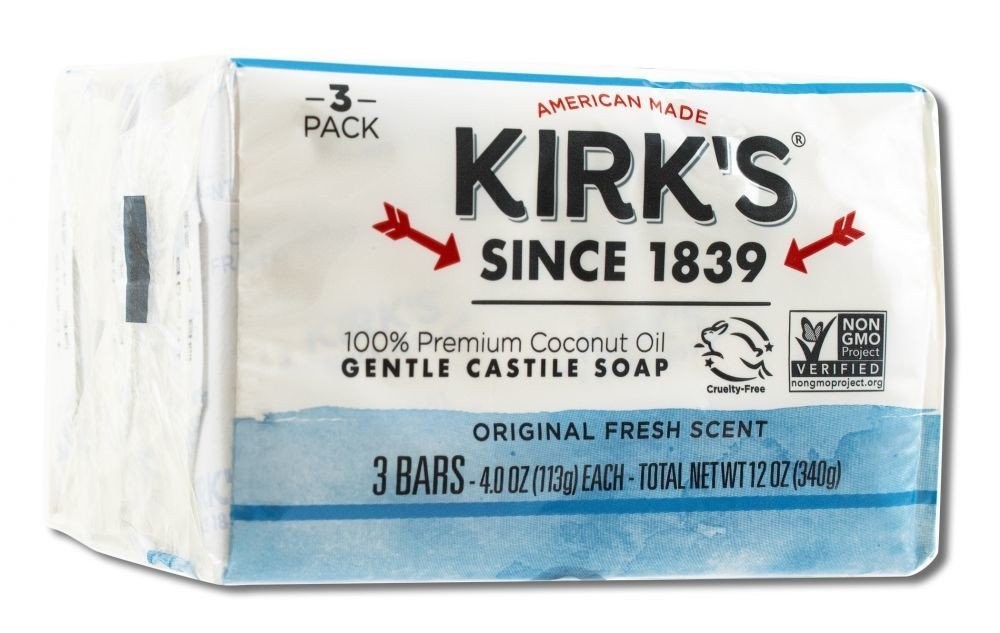 -3-
PACK
AMERICAN MADE
KIRK'S®
SINCE 1839
100% Premium Coconut Oil
GENTLE CASTILE SOAP
Cruelty-Free
NON
GMO
Project
VERIFIED
nongmoproject.org
ORIGINAL FRESH SCENT
3 BARS - 4.0 OZ (113g) EACH - TOTAL NET WT 12 OZ (340g)